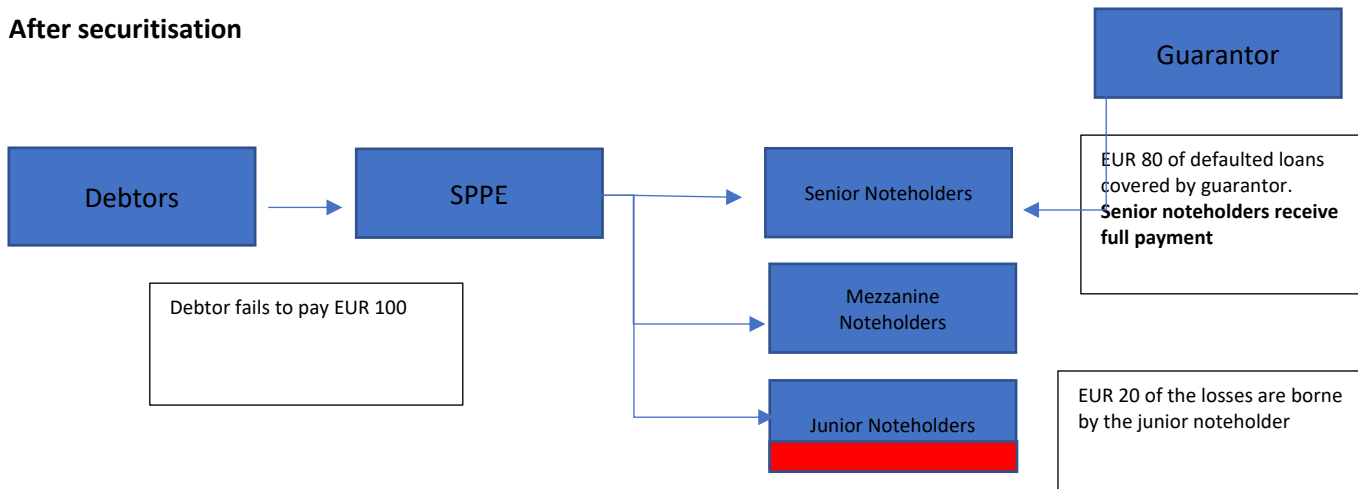 After securitisation
Guarantor
Debtors
SPPE
Senior Noteholders
EUR 80 of defaulted loans
covered by guarantor.
Senior noteholders receive
full payment
Debtor fails to pay EUR 100
Mezzanine
Noteholders
Junior Noteholders
EUR 20 of the losses are borne
by the junior noteholder